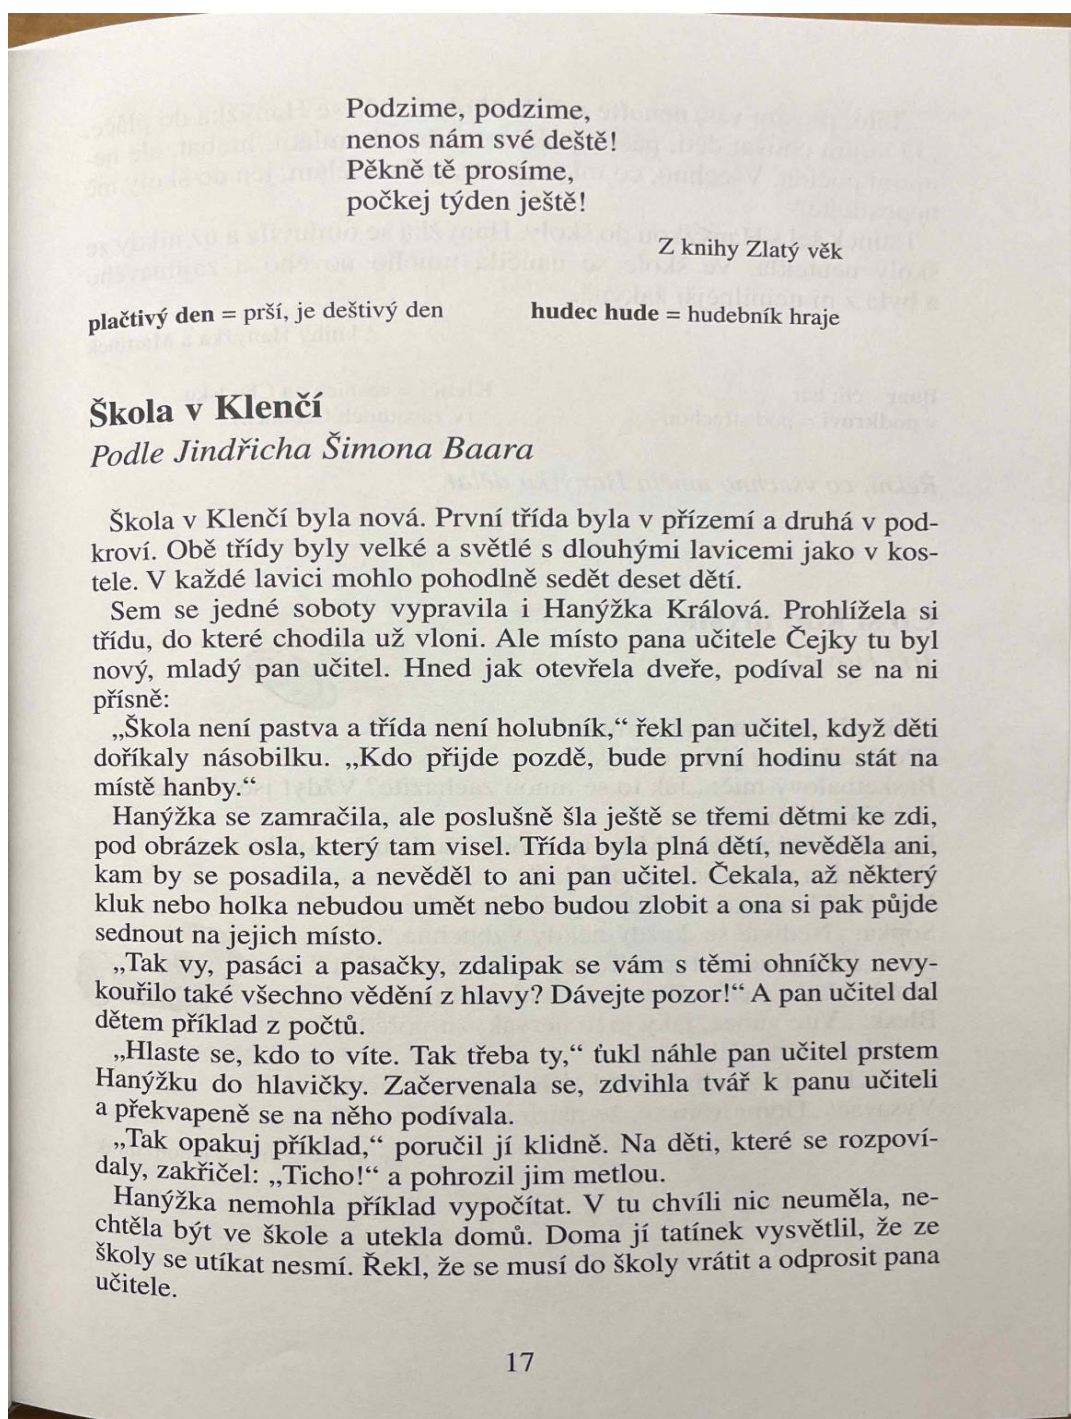 Podzime, podzime,
nenos nám své deště!
Pěkně tě prosíme,
počkej týden ještě!
Z knihy Zlatý věk
plačtivý den = prší, je deštivý den
hudec hude = hudebník hraje
Škola v Klenčí
Podle Jindřicha Šimona Baara
Škola v Klenčí byla nová. První třída byla v přízemí a druhá v pod-
kroví. Obě třídy byly velké a světlé s dlouhými lavicemi jako v kos-
tele. V každé lavici mohlo pohodlně sedět deset dětí.
Sem se jedné soboty vypravila i Hanýžka Králová. Prohlížela si
třídu, do které chodila už vloni. Ale místo pana učitele Čejky tu byl
nový, mladý pan učitel. Hned jak otevřela dveře, podíval se na ni
přísně:
„Škola není pastva a třída není holubník,“ řekl pan učitel, když děti
doříkaly násobilku. „Kdo přijde pozdě, bude první hodinu stát na
místě hanby.“
Hanýžka se zamračila, ale poslušně šla ještě se třemi dětmi ke zdi,
pod obrázek osla, který tam visel. Třída byla plná dětí, nevěděla ani,
kam by se posadila, a nevěděl to ani pan učitel. Čekala, až některý
kluk nebo holka nebudou umět nebo budou zlobit a ona si pak půjde
sednout na jejich místo.
„Tak vy, pasáci a pasačky, zdalipak se vám s těmi ohníčky nevy-
kouřilo také všechno vědění z hlavy? Dávejte pozor!“ A pan učitel dal
dětem příklad z počtů.
„Hlaste se, kdo to víte. Tak třeba ty,“ ťukl náhle pan učitel prstem
Hanýžku do hlavičky. Začervenala se, zdvihla tvář k panu učiteli
a překvapeně se na něho podívala.
„Tak opakuj příklad,“ poručil jí klidně. Na děti, které se rozpoví-
daly, zakřičel: „Ticho!“ a pohrozil jim metlou.
Hanýžka nemohla příklad vypočítat. V tu chvíli nic neuměla, ne-
chtěla být ve škole a utekla domů. Doma jí tatínek vysvětlil, že ze
školy se utíkat nesmí. Řekl, že se musí do školy vrátit a odprosit pana
učitele.
17